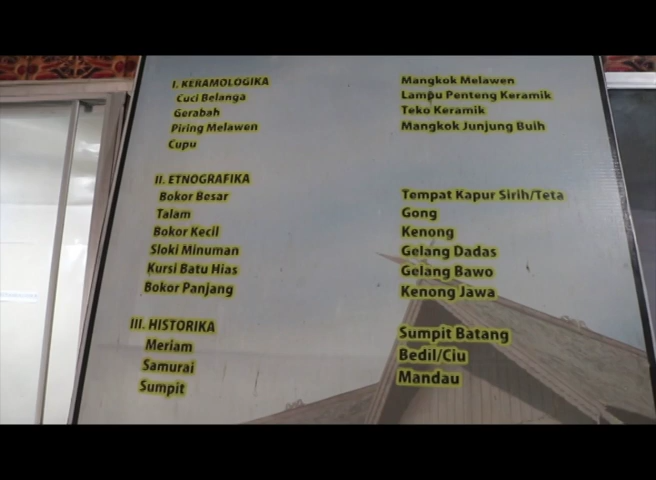 I. KERAMOLOGIKA
Cuci Belanga
Gerabah
Piring Melawen
Cupu
Mangkok Melawen
Lampu Penteng Keramik
Teko Keramik
Mangkok Junjung Buih
II. ETNOGRAFIKA
Bokor Besar
Talam
Bokor Kecil
Sloki Minuman
Kursi Batu Hias
Bokor Panjang
Tempat Kapur Sirih/Teta
Gong
Kenong
Gelang Dadas
Gelang Bawo
Kenong Jawa
III. HISTORIKA
Meriam
Samurai
Sumpit
Sumpit Batang
Bedil/Ciu
Mandau